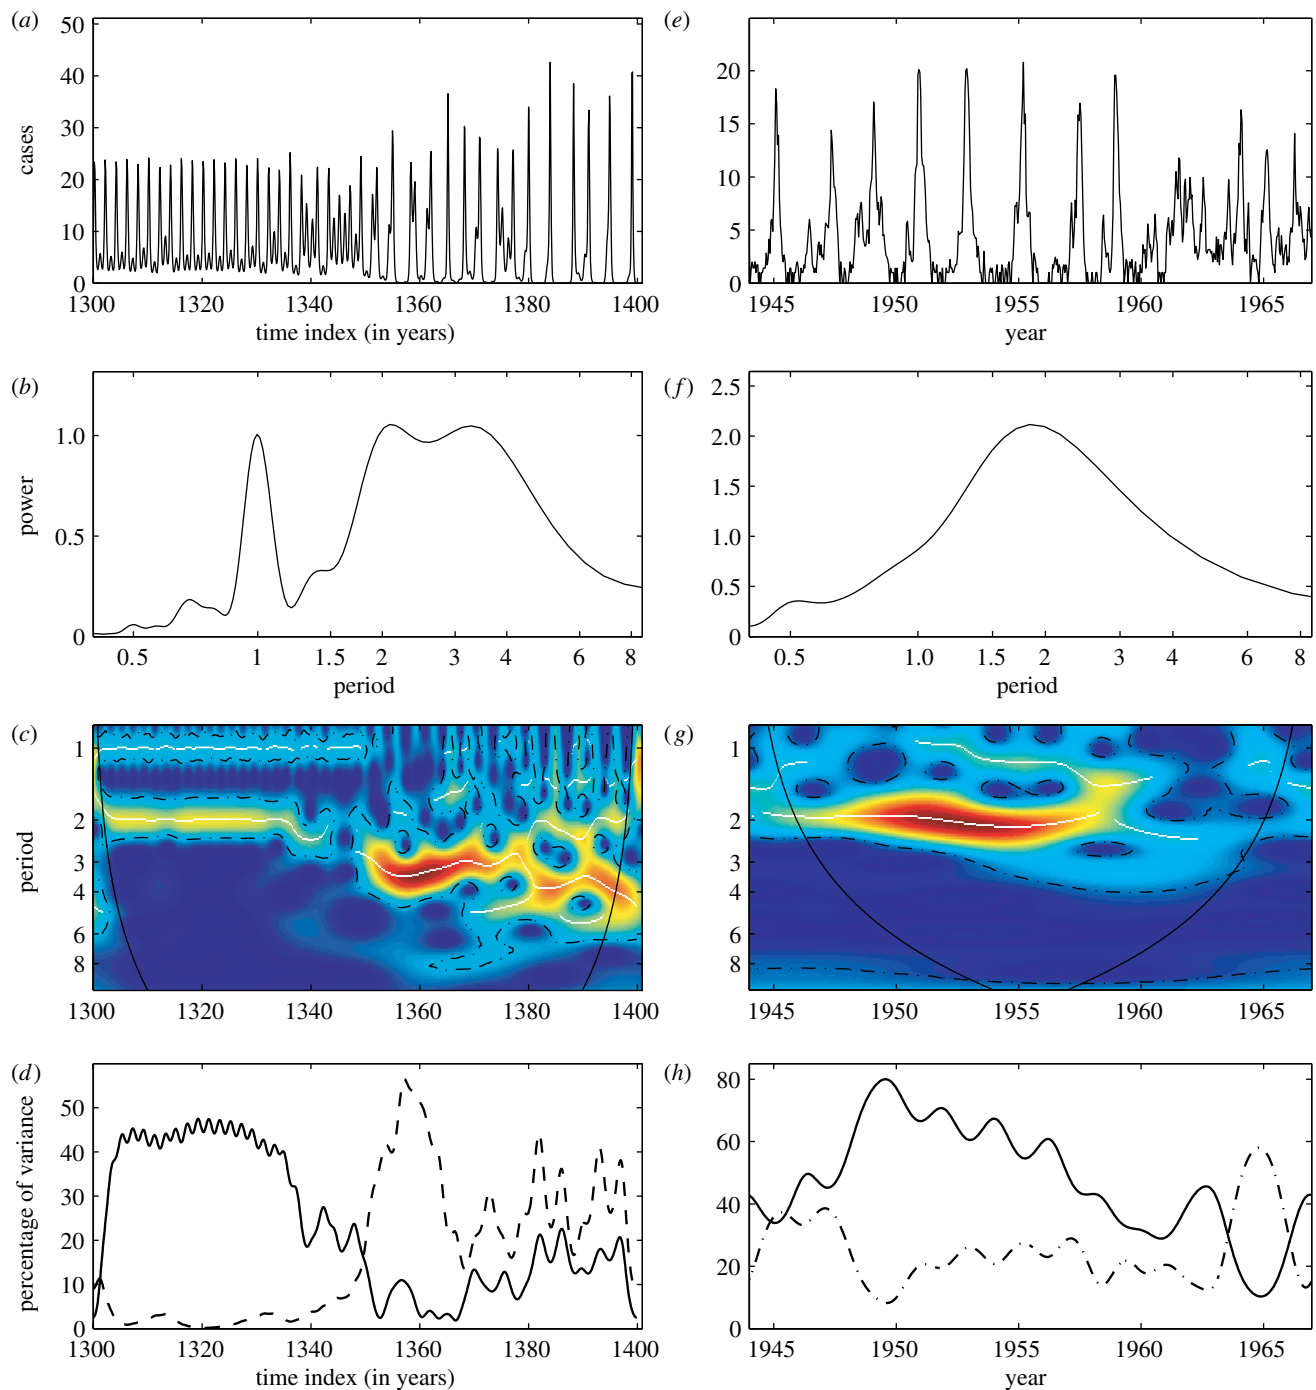 (a)
50
40
30
20
10
0
cases
1300 1320 1340 1360 1380 1400
time index (in years)
(e)
20
15
10
5
0
1945 1950 1955 1960 1965
year
(b)
1.0
0.5
0
power
0.5 1 1.5 2 3 4 6 8
period
(f)
2.5
2.0
1.5
1.0
0.5
0
0.5 1.0 1.5 2 3 4 6 8
period
(c)
1
2
3
4
6
8
period
1300 1320 1340 1360 1380 1400
(g)
1
2
3
4
6
8
1945 1950 1955 1960 1965
(d)
50
40
30
20
10
0
percentage of variance
1300 1320 1340 1360 1380 1400
time index (in years)
(h)
80
60
40
20
0
1945 1950 1955 1960 1965
year